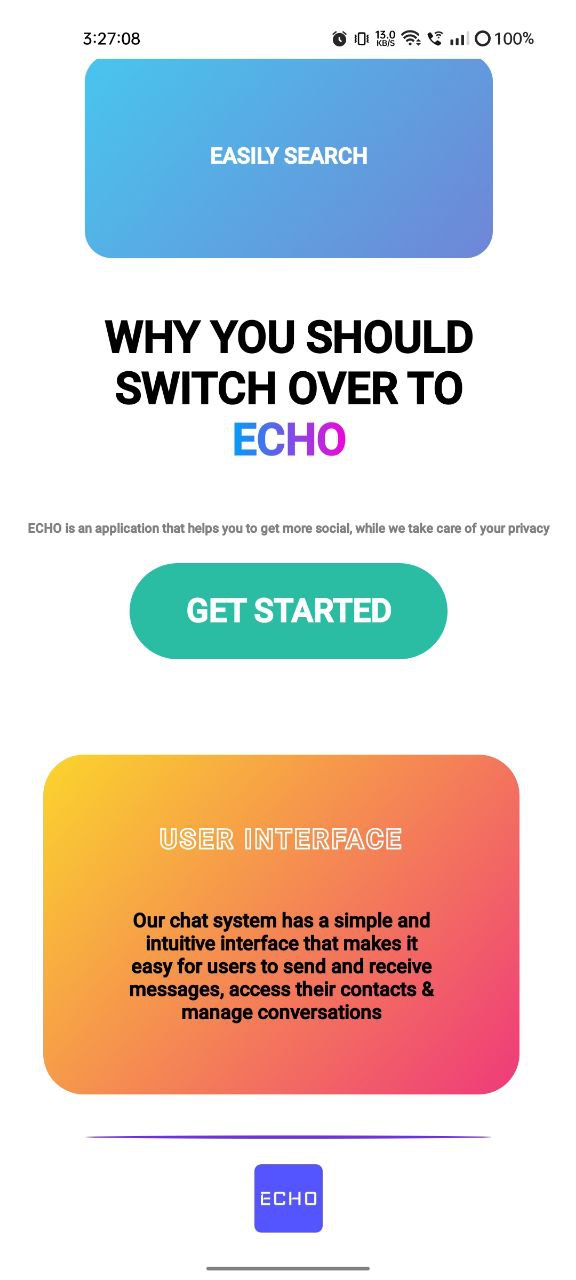 3:27:08
13.0
KB/S
100%
EASILY SEARCH
WHY YOU SHOULD
SWITCH OVER TO
ECHO
ECHO is an application that helps you to get more social, while we take care of your privacy
GET STARTED
USER INTERFACE
Our chat system has a simple and
intuitive interface that makes it
easy for users to send and receive
messages, access their contacts &
manage conversations
ECHO